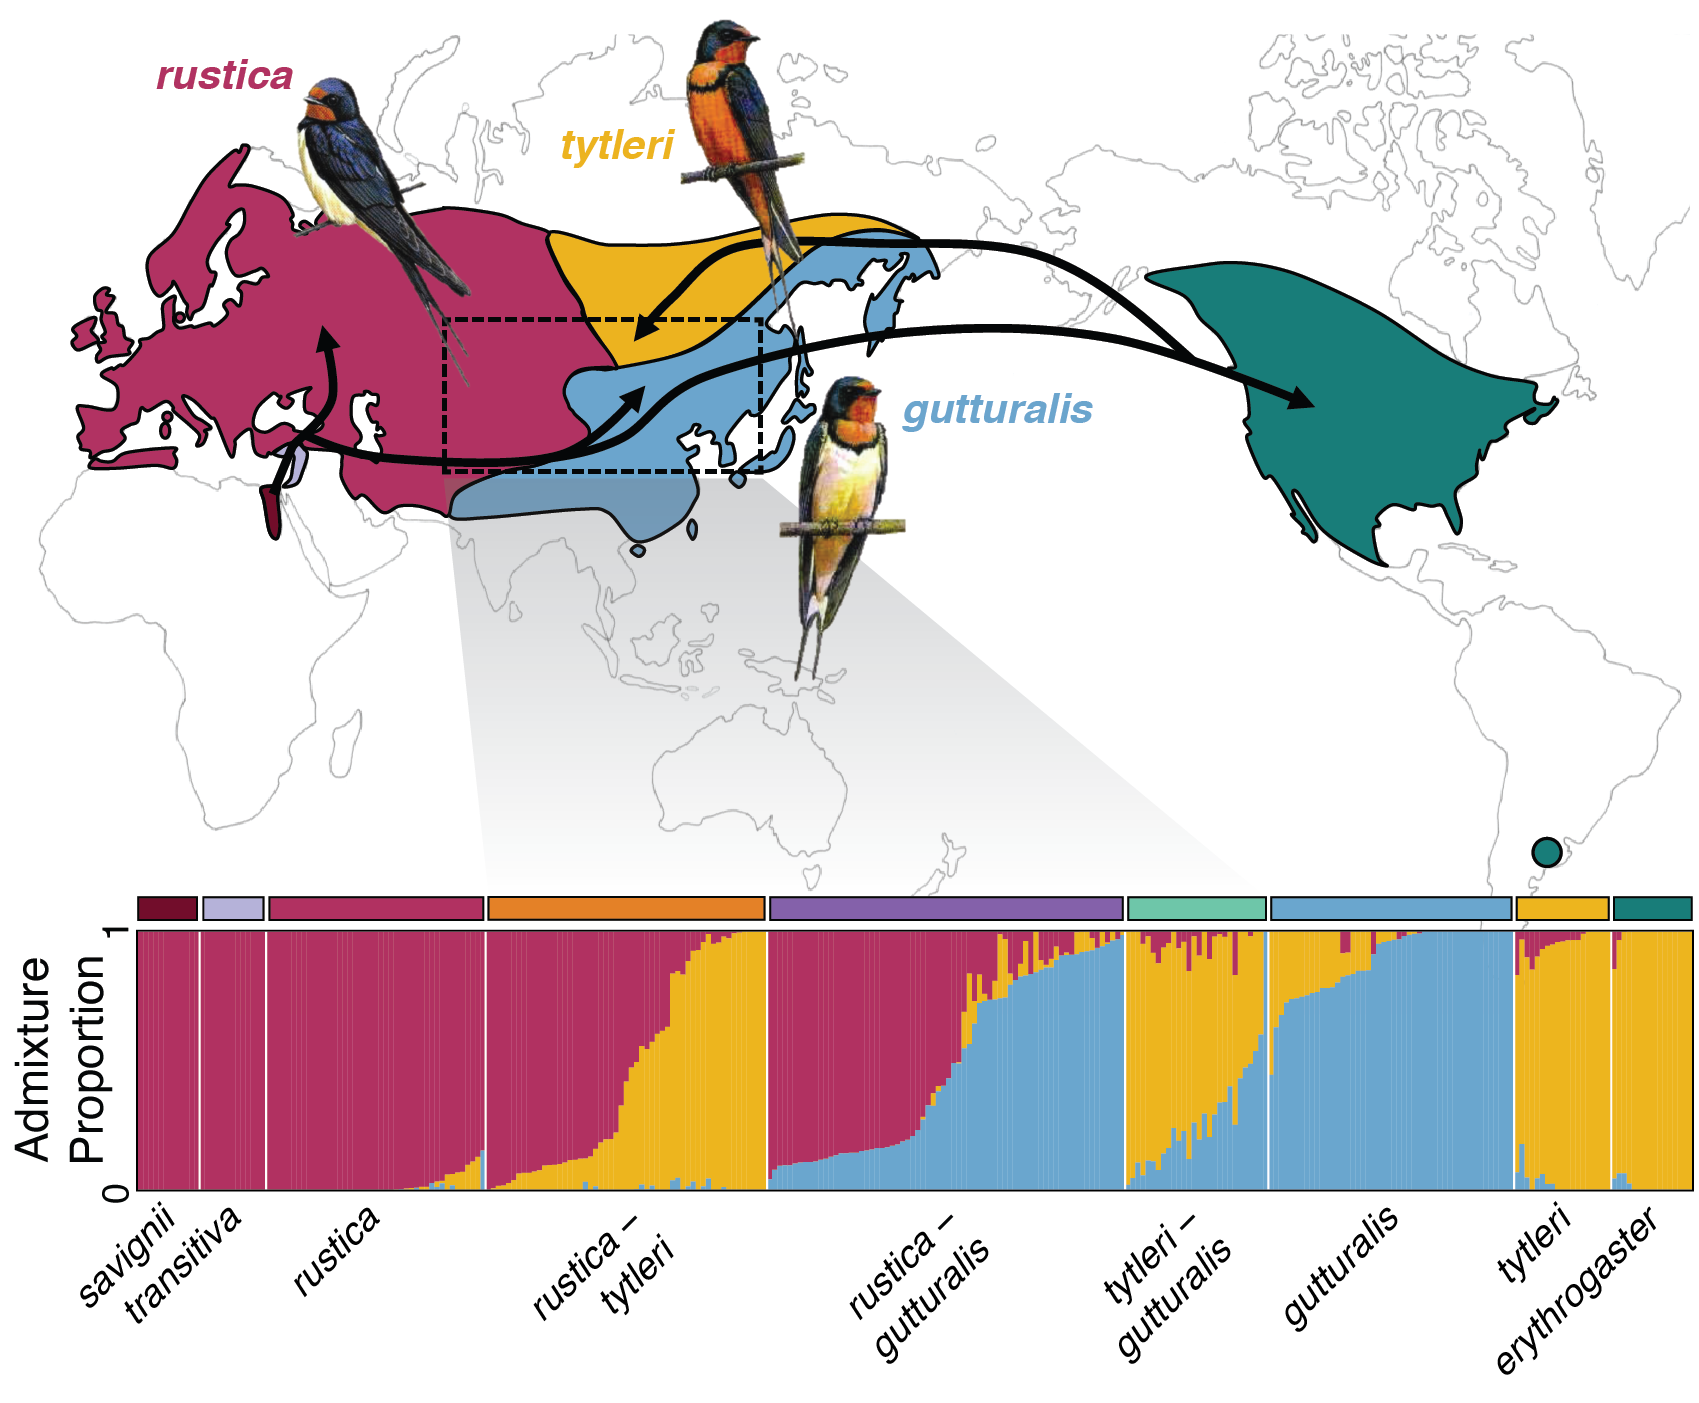 rustica
tytleri
gutturalis
Admixture
Proportion
1
0
savignii
transitiva
rustica
rustica –
tytleri
rustica –
gutturalis
tytleri –
gutturalis
gutturalis
tytleri
erythrogaster